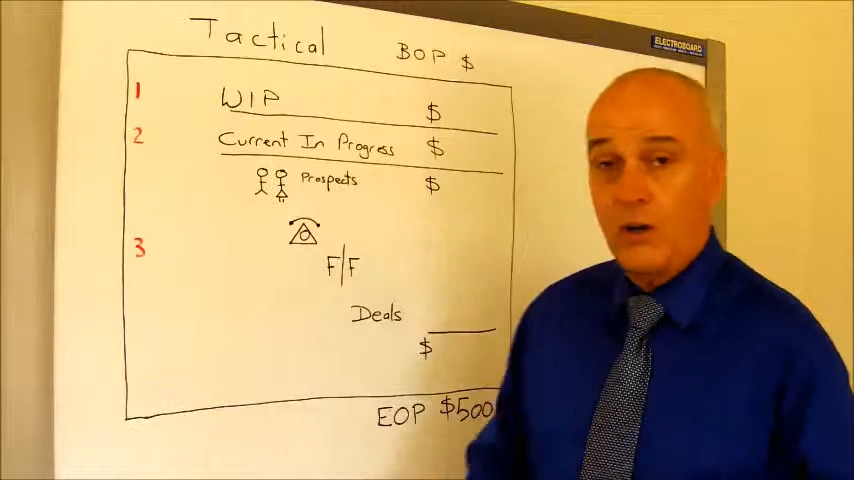 ELECTROBOARD
Tactical BOP $
1 WIP $
2 Current In Progress $
Prospects $
3
F/F
Deals
$
EOP $500